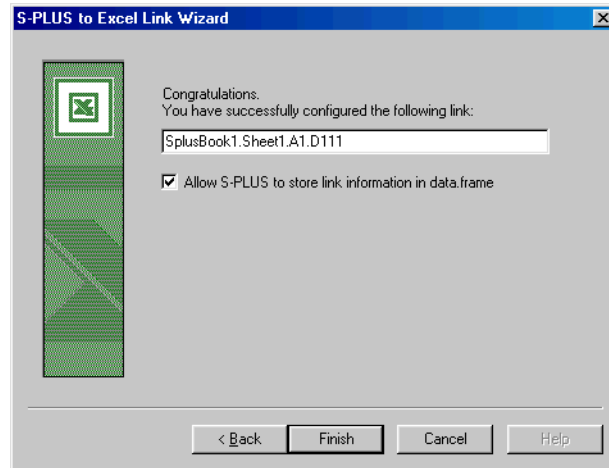 S-PLUS to Excel Link Wizard
Congratulations.
You have successfully configured the following link:
SplusBook1.Sheet1.A1.D111
Allow S-PLUS to store link information in data.frame
< Back
Finish
Cancel
Help